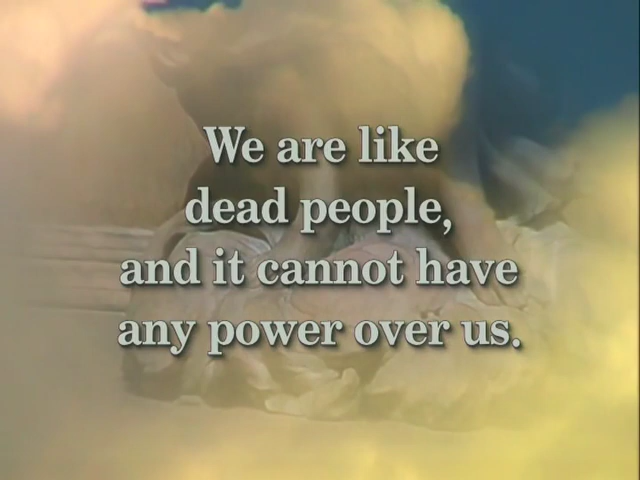 We are like
dead people,
and it cannot have
any power over us.